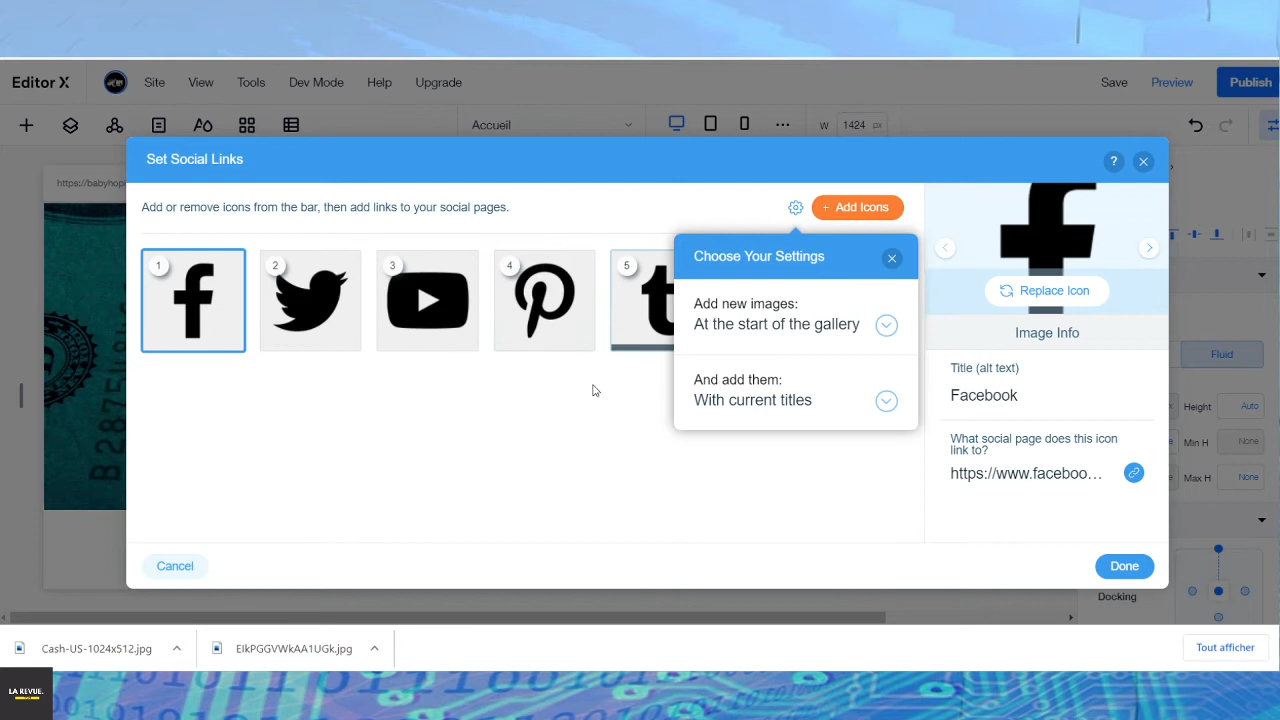 Editor X
Site
View
Tools
Dev Mode
Help
Upgrade
Save
Preview
Publish
Accueil
W
1424
px
Set Social Links
?
https://babyhopi
Add or remove icons from the bar, then add links to your social pages.
+ Add Icons
1
2
3
4
5
Choose Your Settings
Add new images:
At the start of the gallery
And add them:
With current titles
Replace Icon
Image Info
Title (alt text)
Facebook
What social page does this icon
link to?
https://www.faceboo…
Fluid
Height
Auto
Min H
None
Max H
None
B2875
Cancel
Done
Docking
Cash-US-1024x512.jpg
ElkPGGVWkAA1UGk.jpg
Tout afficher
LA REVUE.